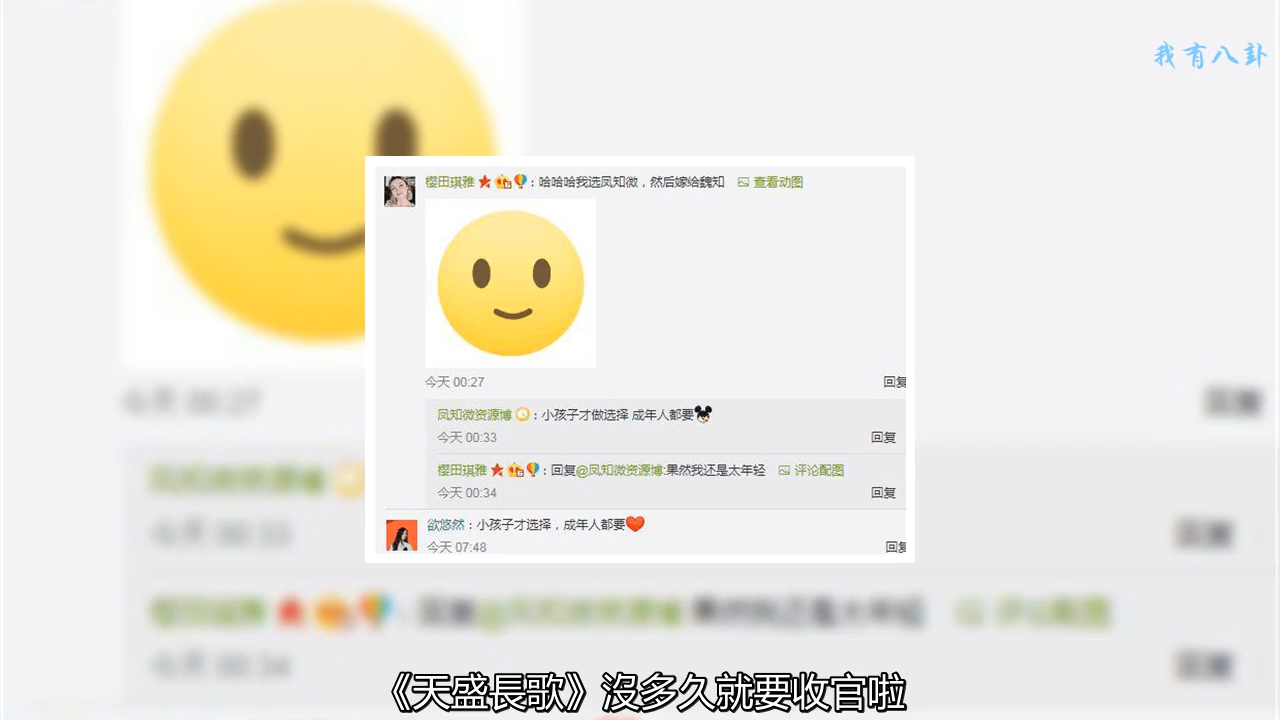 我有八卦
樱田琪雅：哈哈哈我选凤知微，然后嫁给魏知 查看动图
今天 00:27 回复
凤知微资源博：小孩子才做选择 成年人都要
今天 00:33 回复
樱田琪雅：回复@凤知微资源博:果然我还是太年轻 评论配图
今天 00:34 回复
欲悠然：小孩子才选择，成年人都要
今天 07:48 回复
《天盛長歌》沒多久就要收官啦